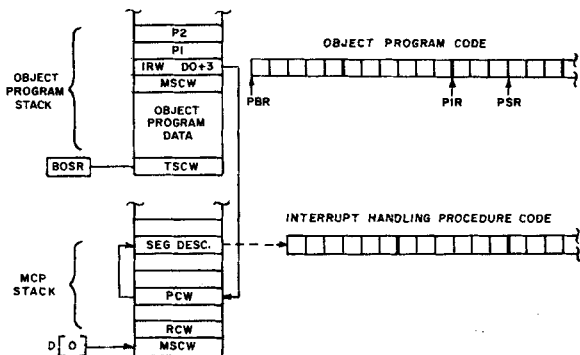 P2
P1
IRW DO+3
MSCW
OBJECT
PROGRAM
DATA
TSCW
OBJECT
PROGRAM
STACK
BOSR
OBJECT PROGRAM CODE
PBR
PIR
PSR
INTERRUPT HANDLING PROCEDURE CODE
SEG DESC.
PCW
RCW
MSCW
MCP
STACK
D[0]